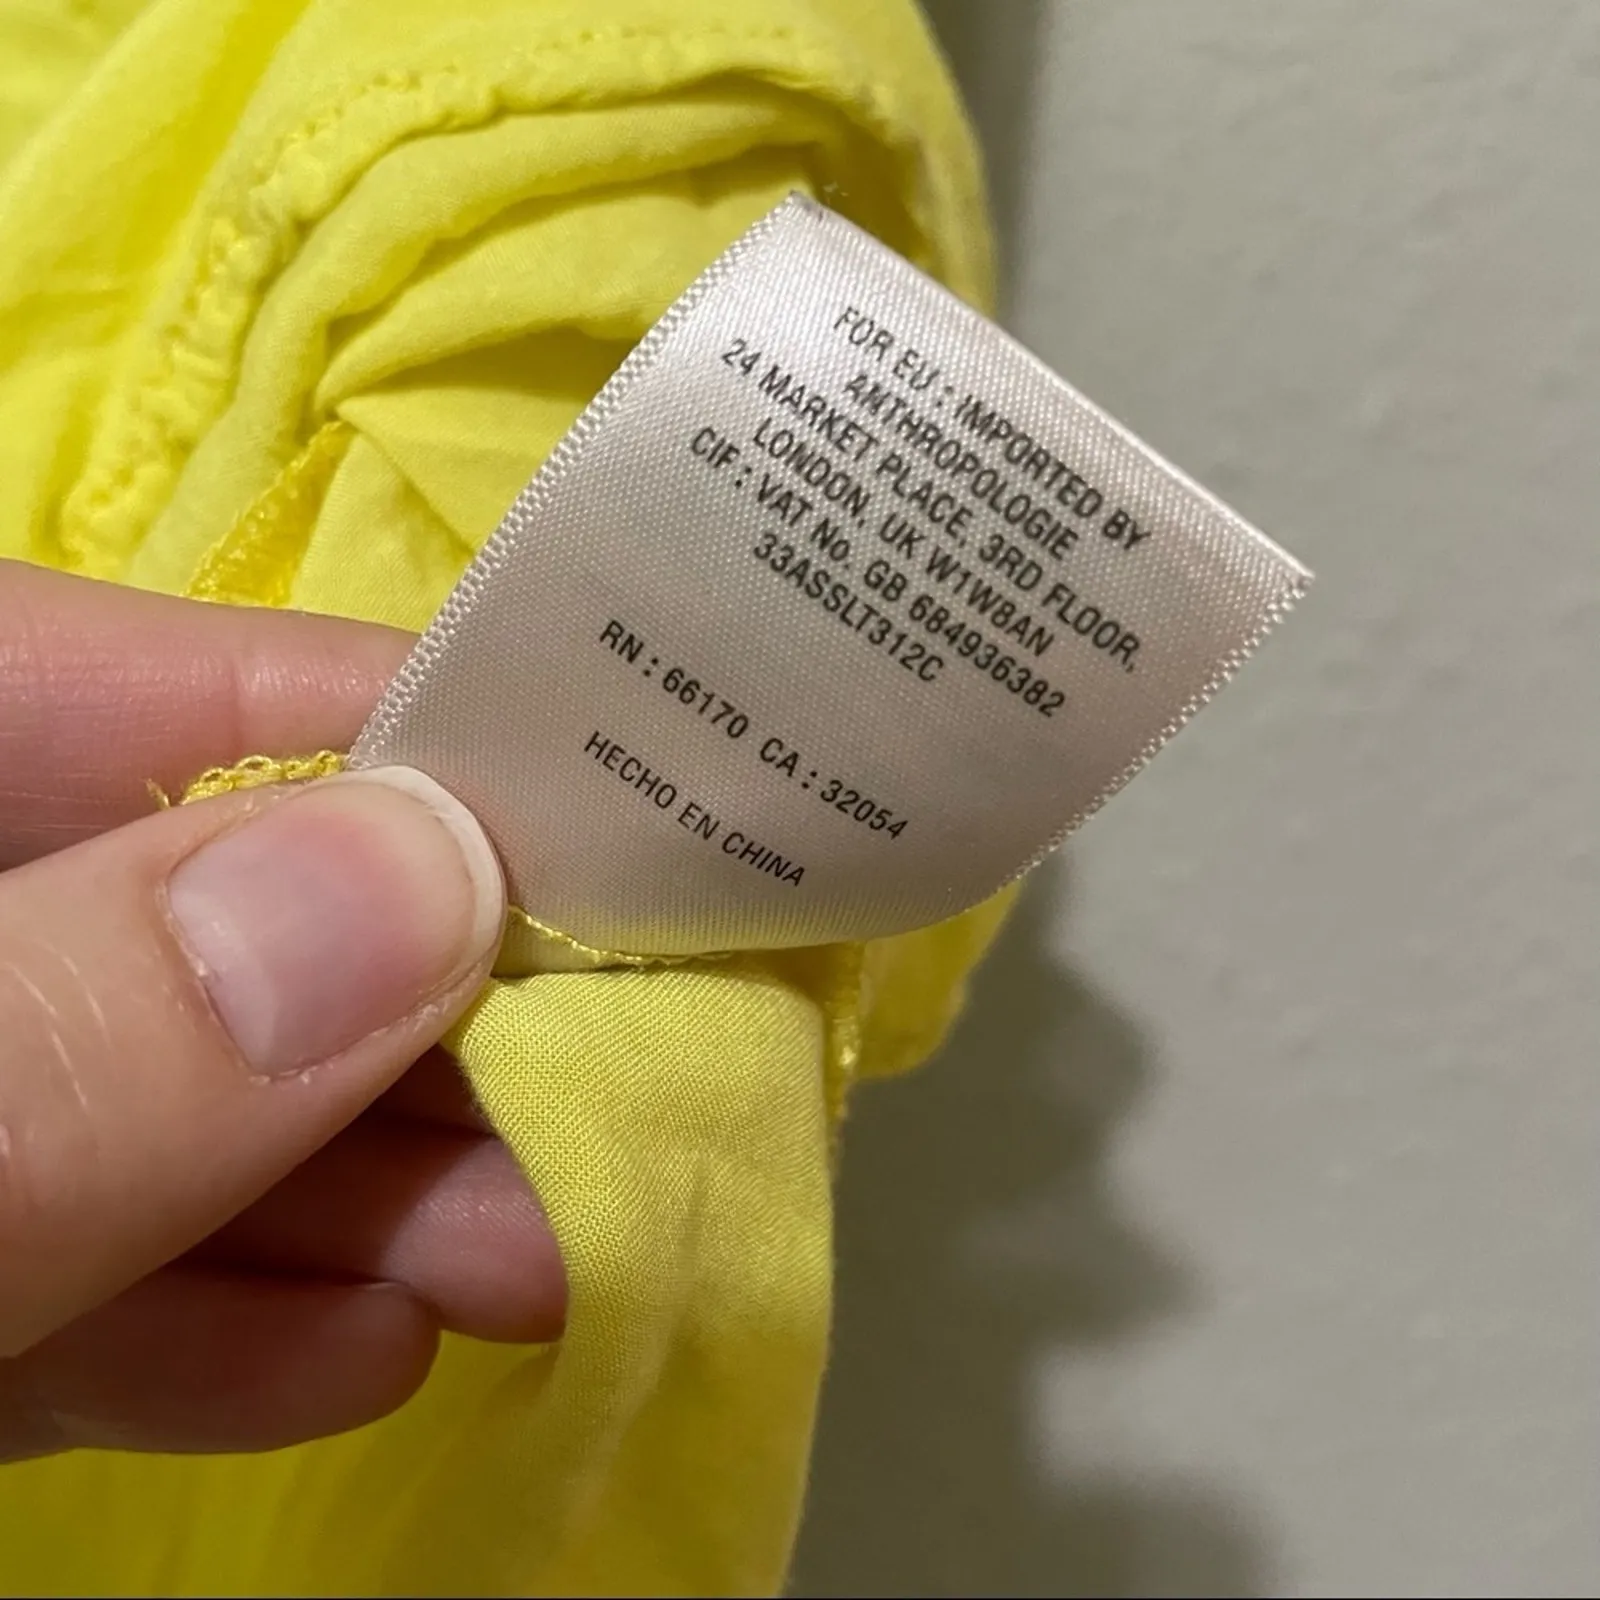 FOR EU : IMPORTED BY
ANTHROPOLOGIE
24 MARKET PLACE, 3RD FLOOR,
LONDON, UK W1W8AN
CIF : VAT No. GB 684936382
33ASSLT312C
RN : 66170 CA : 32054
HECHO EN CHINA